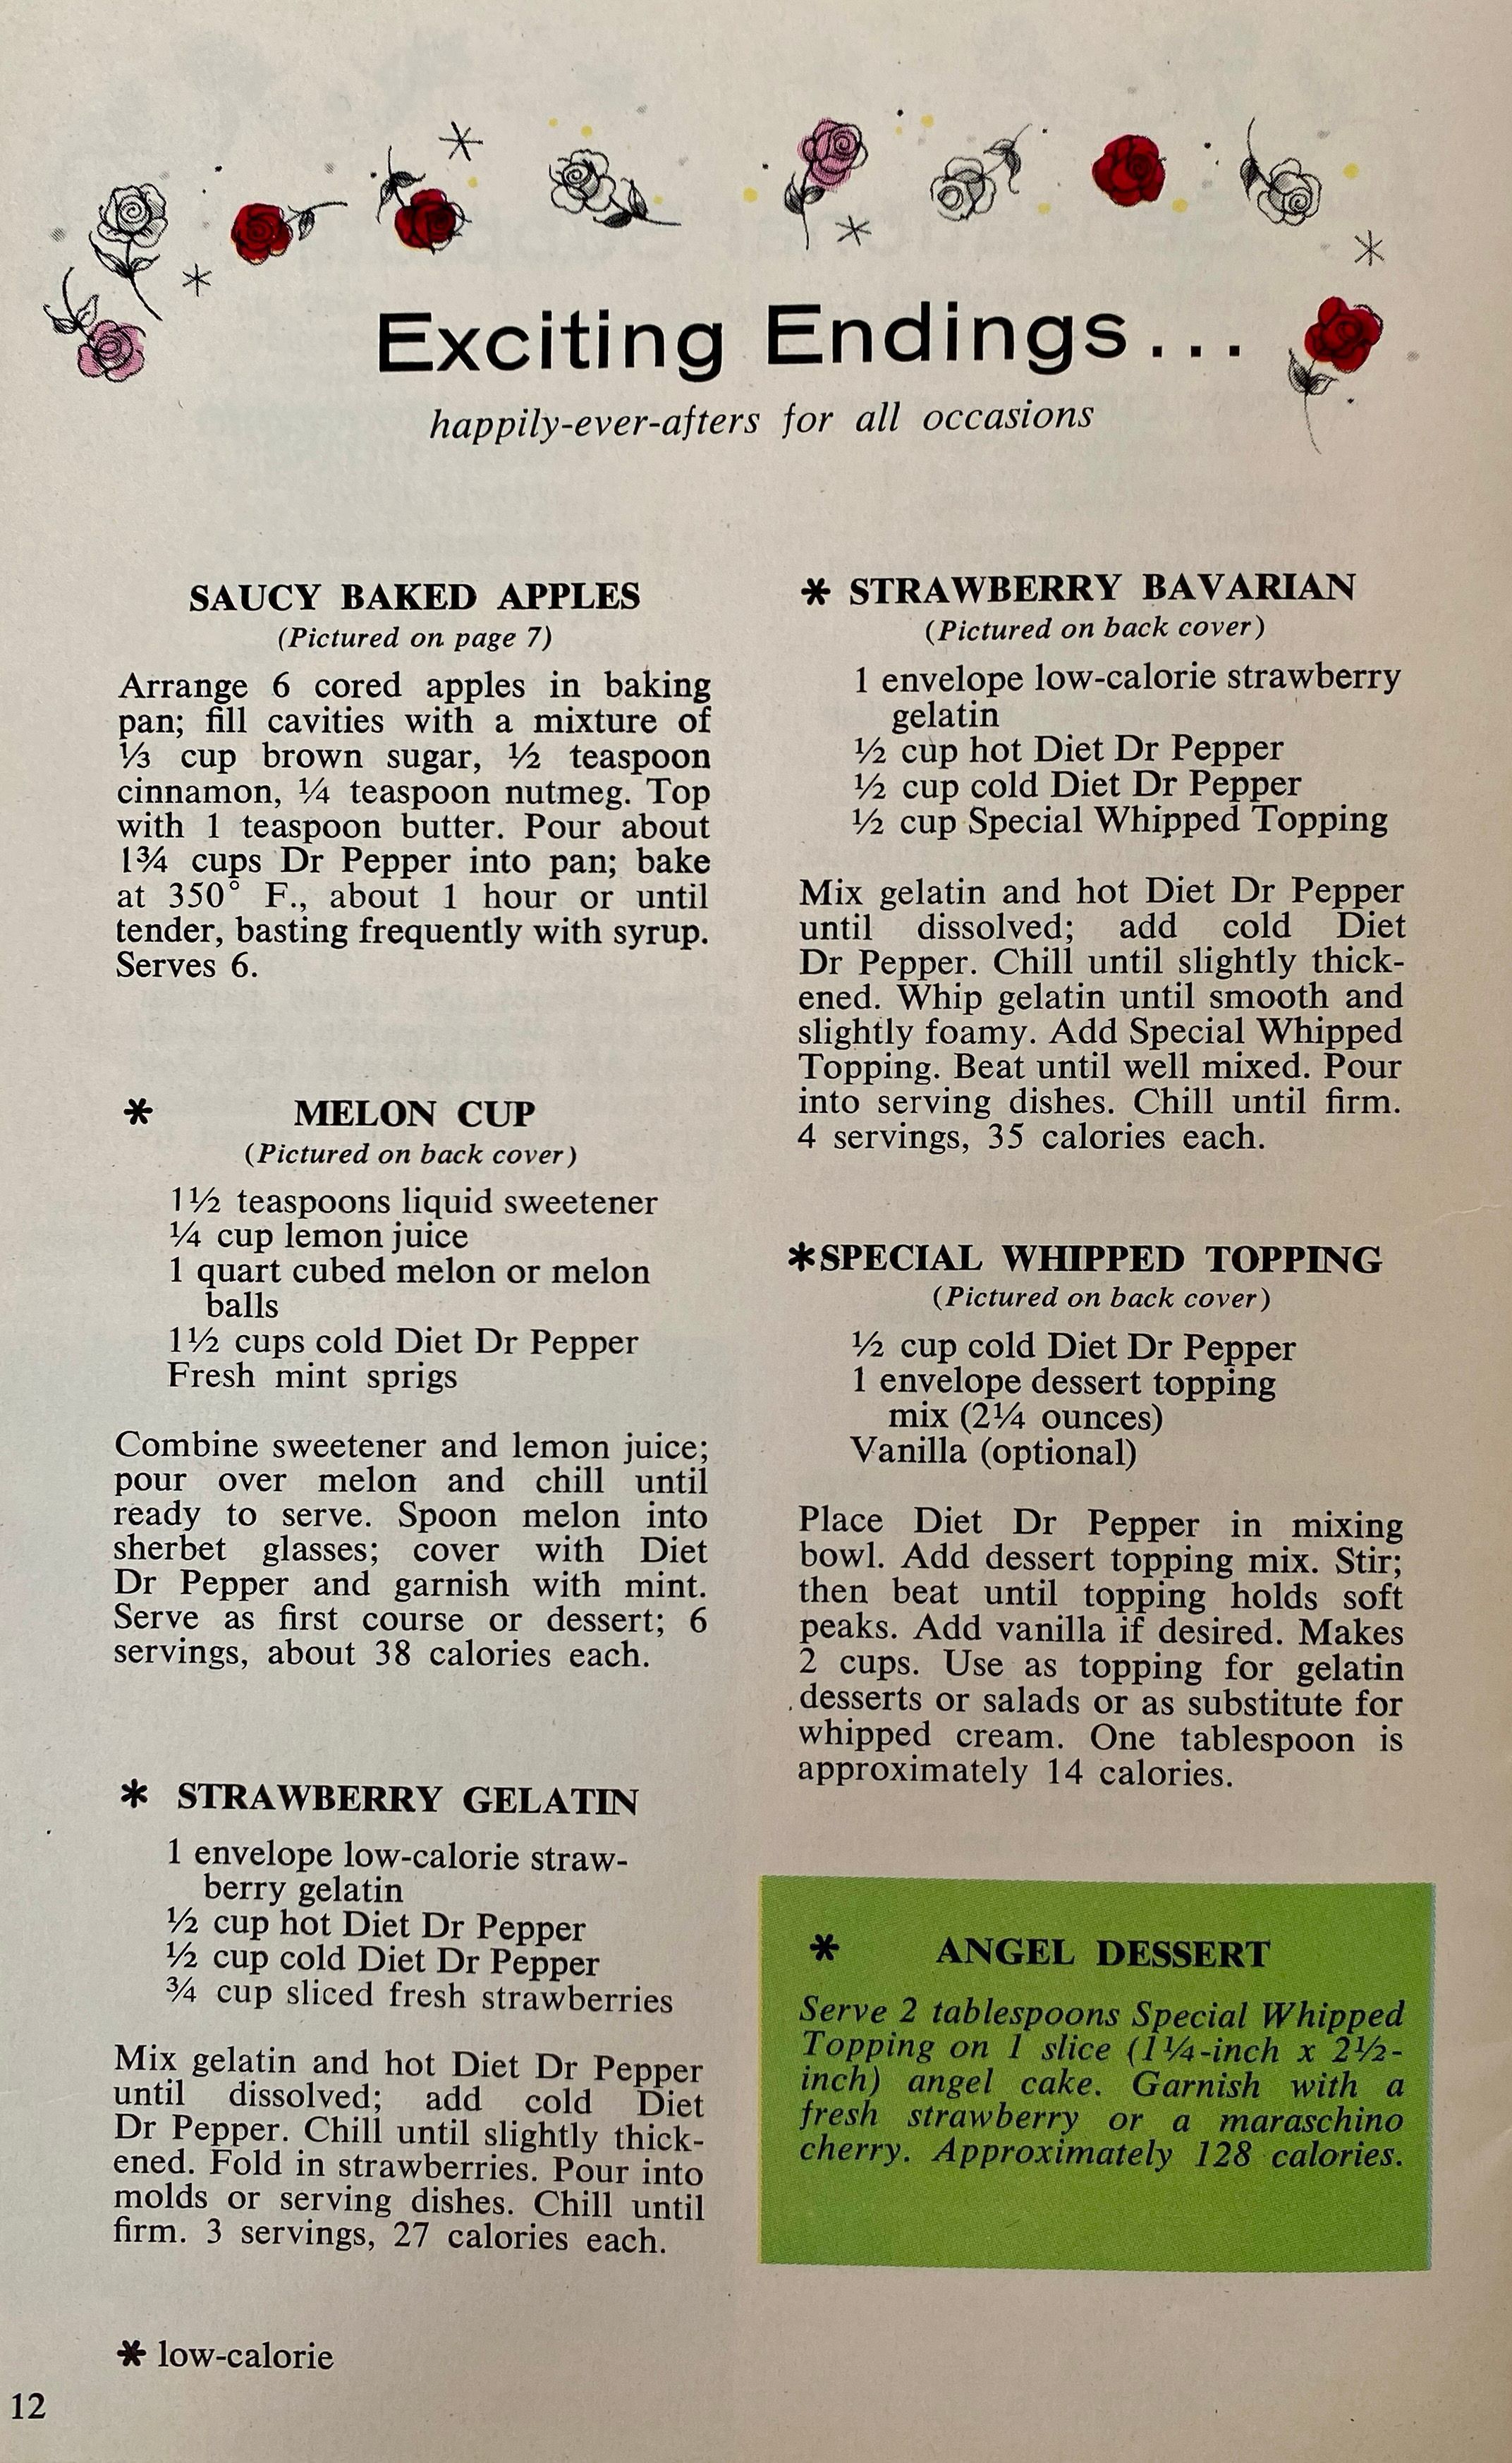 Exciting Endings...
happily-ever-afters for all occasions
SAUCY BAKED APPLES
(Pictured on page 7)
Arrange 6 cored apples in baking
pan; fill cavities with a mixture of
⅓ cup brown sugar, ½ teaspoon
cinnamon, ¼ teaspoon nutmeg. Top
with 1 teaspoon butter. Pour about
1¾ cups Dr Pepper into pan; bake
at 350° F., about 1 hour or until
tender, basting frequently with syrup.
Serves 6.
* MELON CUP
(Pictured on back cover)
1½ teaspoons liquid sweetener
¼ cup lemon juice
1 quart cubed melon or melon
balls
1½ cups cold Diet Dr Pepper
Fresh mint sprigs
Combine sweetener and lemon juice;
pour over melon and chill until
ready to serve. Spoon melon into
sherbet glasses; cover with Diet
Dr Pepper and garnish with mint.
Serve as first course or dessert; 6
servings, about 38 calories each.
* STRAWBERRY GELATIN
1 envelope low-calorie straw-
berry gelatin
½ cup hot Diet Dr Pepper
½ cup cold Diet Dr Pepper
¾ cup sliced fresh strawberries
Mix gelatin and hot Diet Dr Pepper
until dissolved; add cold Diet
Dr Pepper. Chill until slightly thick-
ened. Fold in strawberries. Pour into
molds or serving dishes. Chill until
firm. 3 servings, 27 calories each.
* STRAWBERRY BAVARIAN
(Pictured on back cover)
1 envelope low-calorie strawberry
gelatin
½ cup hot Diet Dr Pepper
½ cup cold Diet Dr Pepper
½ cup Special Whipped Topping
Mix gelatin and hot Diet Dr Pepper
until dissolved; add cold Diet
Dr Pepper. Chill until slightly thick-
ened. Whip gelatin until smooth and
slightly foamy. Add Special Whipped
Topping. Beat until well mixed. Pour
into serving dishes. Chill until firm.
4 servings, 35 calories each.
*SPECIAL WHIPPED TOPPING
(Pictured on back cover)
½ cup cold Diet Dr Pepper
1 envelope dessert topping
mix (2¼ ounces)
Vanilla (optional)
Place Diet Dr Pepper in mixing
bowl. Add dessert topping mix. Stir;
then beat until topping holds soft
peaks. Add vanilla if desired. Makes
2 cups. Use as topping for gelatin
desserts or salads or as substitute for
whipped cream. One tablespoon is
approximately 14 calories.
* ANGEL DESSERT
Serve 2 tablespoons Special Whipped
Topping on 1 slice (1¼-inch x 2½-
inch) angel cake. Garnish with a
fresh strawberry or a maraschino
cherry. Approximately 128 calories.
* low-calorie
12